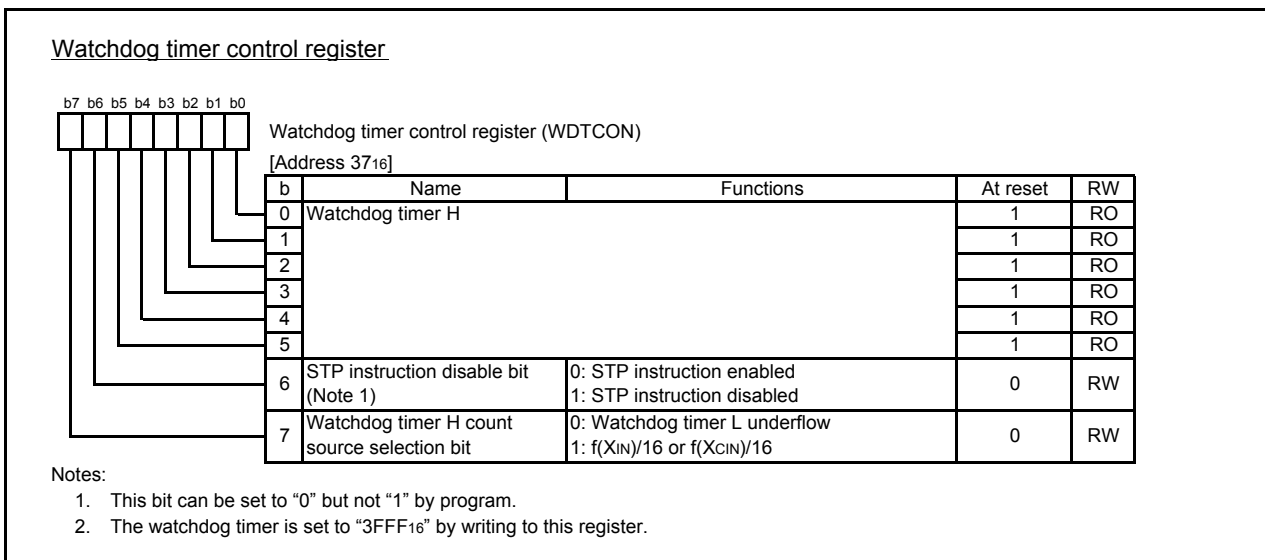 Watchdog timer control register
b7 b6 b5 b4 b3 b2 b1 b0
Watchdog timer control register (WDTCON)
[Address 3716]
b Name Functions At reset RW
0 Watchdog timer H 1 RO
1 1 RO
2 1 RO
3 1 RO
4 1 RO
5 1 RO
6 STP instruction disable bit (Note 1) 0: STP instruction enabled 1: STP instruction disabled 0 RW
7 Watchdog timer H count source selection bit 0: Watchdog timer L underflow 1: f(XIN)/16 or f(XCIN)/16 0 RW
Notes:
1. This bit can be set to “0” but not “1” by program.
2. The watchdog timer is set to “3FFF16” by writing to this register.